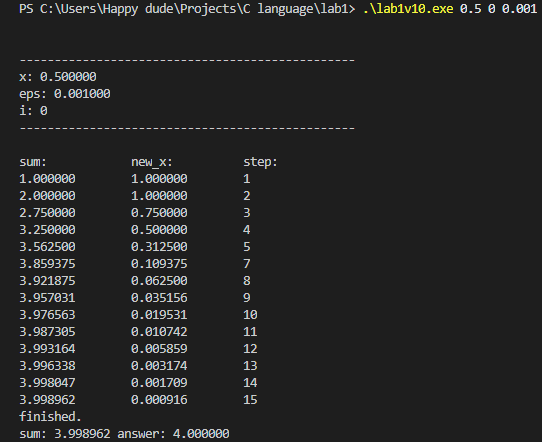 PS C:\Users\Happy dude\Projects\C language\lab1> .\lab1v10.exe 0.5 0 0.001
------------------------------------------------
x: 0.500000
eps: 0.001000
i: 0
------------------------------------------------
sum: new_x: step:
1.000000 1.000000 1
2.000000 1.000000 2
2.750000 0.750000 3
3.250000 0.500000 4
3.562500 0.312500 5
3.859375 0.109375 7
3.921875 0.062500 8
3.957031 0.035156 9
3.976563 0.019531 10
3.987305 0.010742 11
3.993164 0.005859 12
3.996338 0.003174 13
3.998047 0.001709 14
3.998962 0.000916 15
finished.
sum: 3.998962 answer: 4.000000